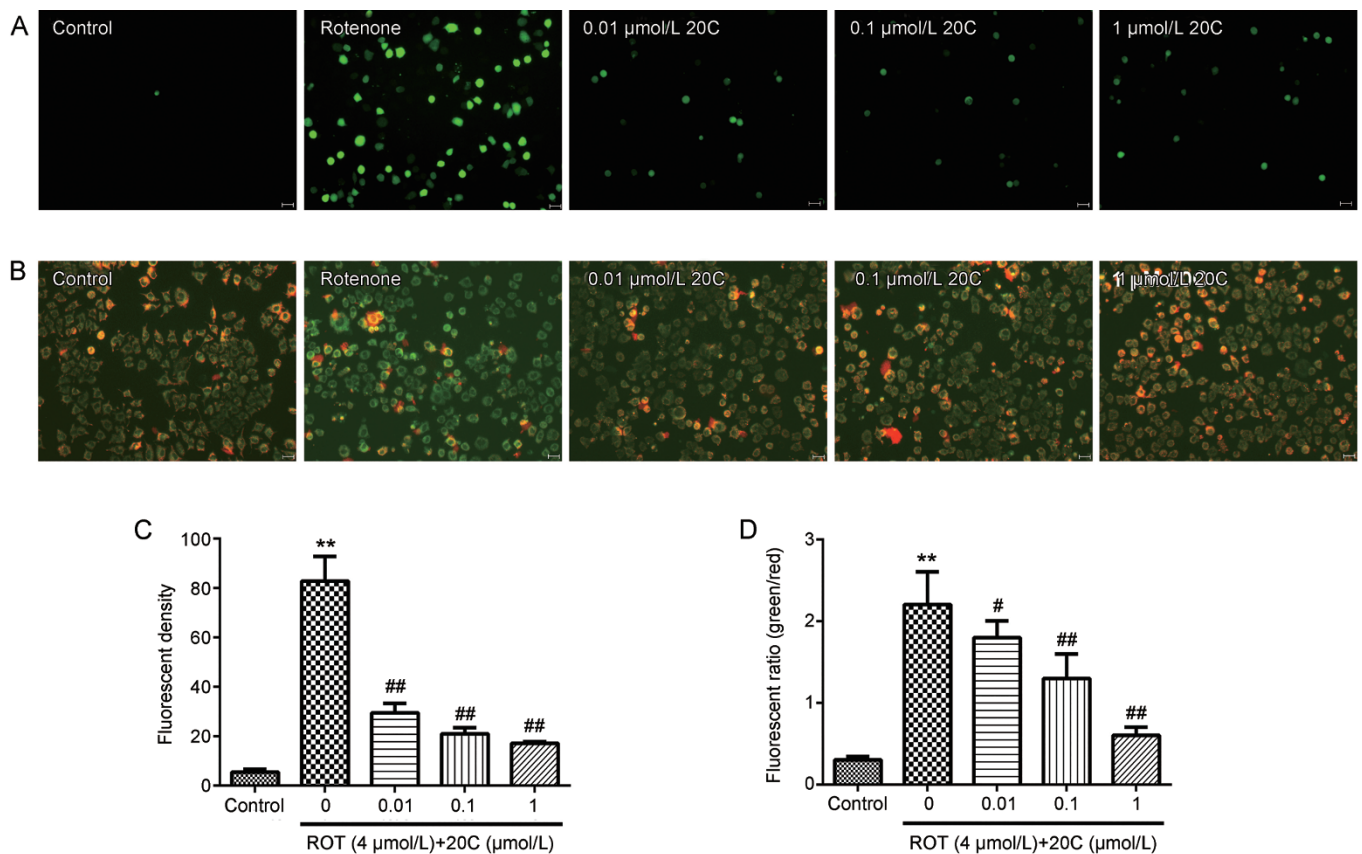 A
Control
Rotenone
0.01 µmol/L 20C
0.1 µmol/L 20C
1 µmol/L 20C
B
Control
Rotenone
0.01 µmol/L 20C
0.1 µmol/L 20C
1 µmol/L 20C
C
Fluorescent density
100
80
60
40
20
0
**
##
##
##
Control
0
0.01
0.1
1
ROT (4 µmol/L)+20C (µmol/L)
D
Fluorescent ratio (green/red)
3
2
1
0
**
#
##
##
Control
0
0.01
0.1
1
ROT (4 µmol/L)+20C (µmol/L)